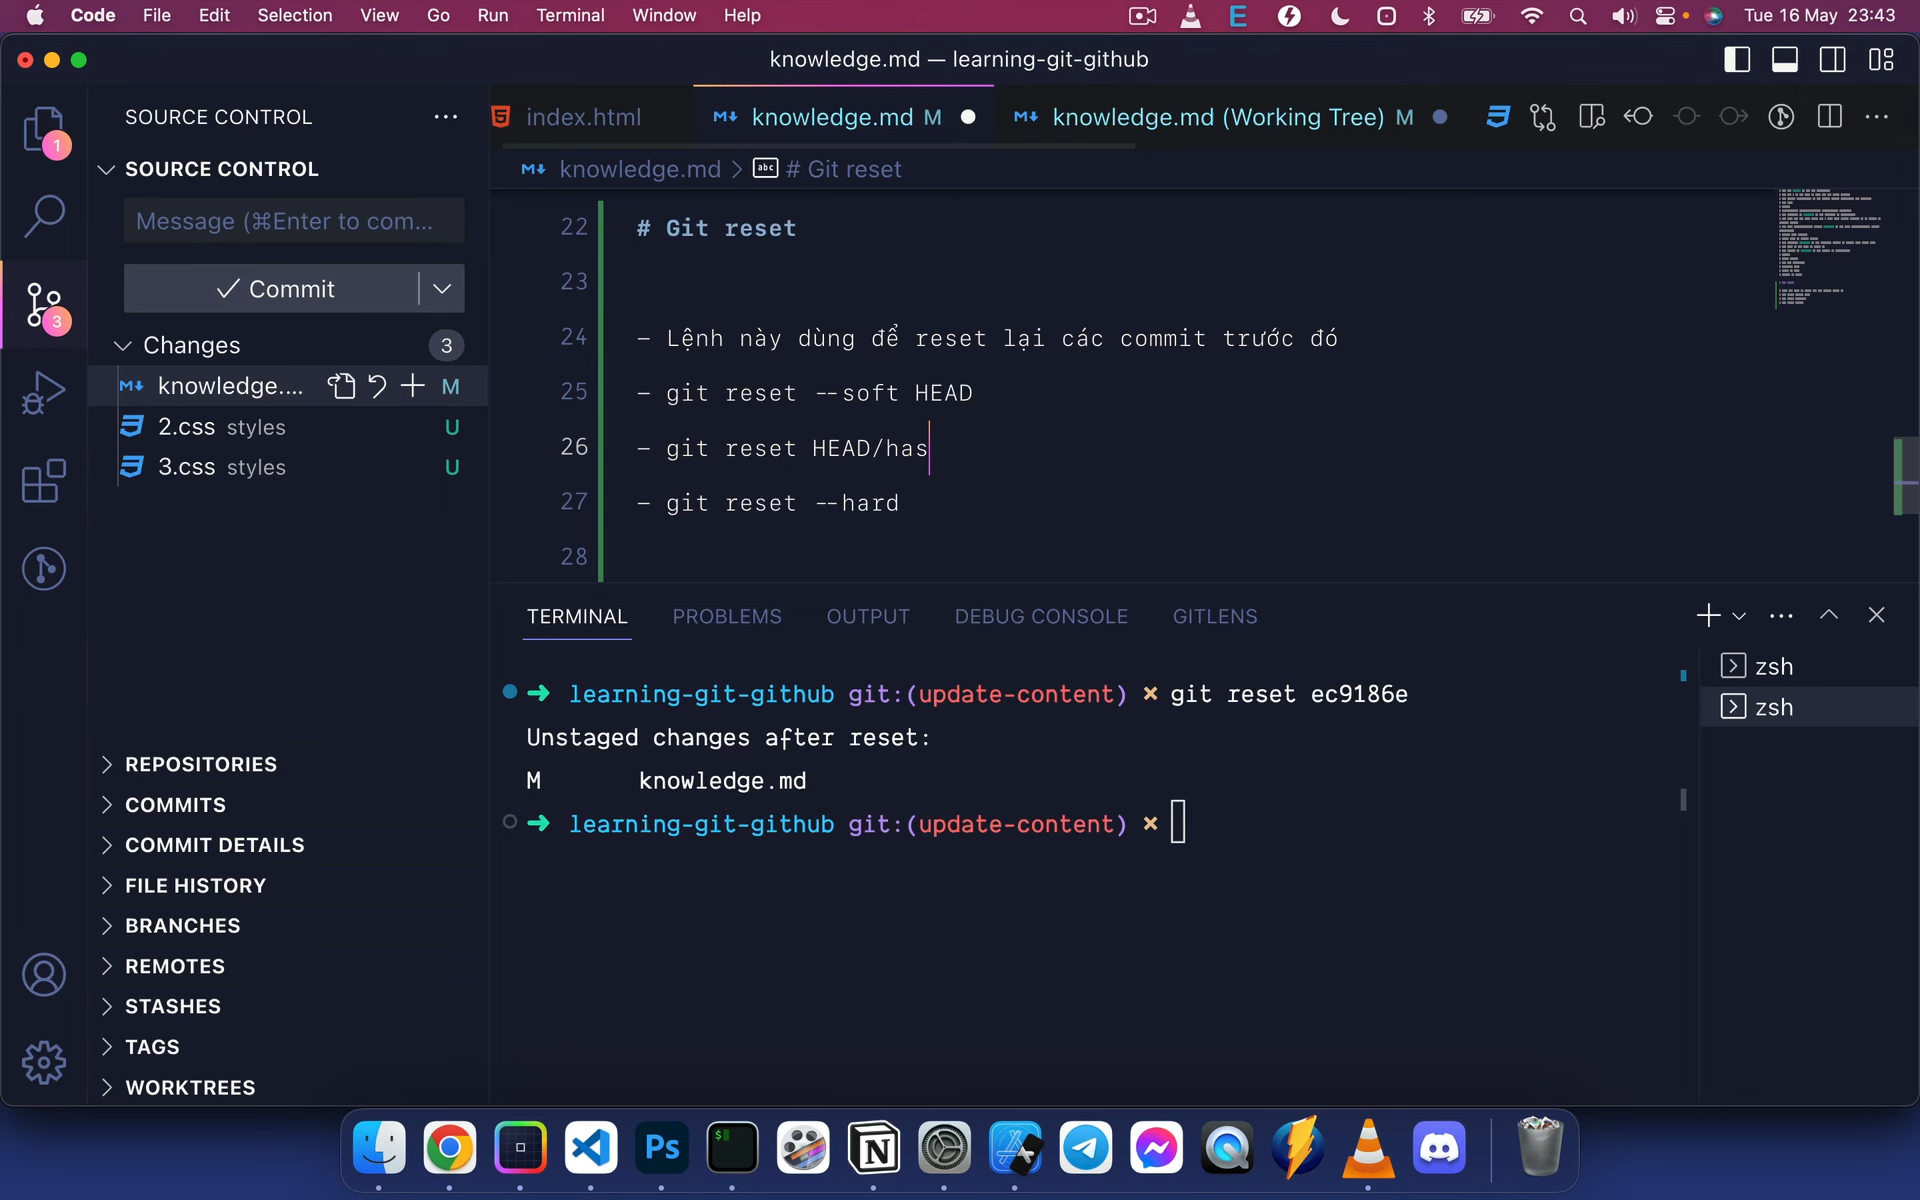 Code File Edit Selection View Go Run Terminal Window Help E Tue 16 May 23:43
knowledge.md — learning-git-github
SOURCE CONTROL
index.html
knowledge.md M
knowledge.md (Working Tree) M
1
SOURCE CONTROL
knowledge.md > abc # Git reset
Message (⌘Enter to com...
Commit
3
Changes 3
knowledge.... M
2.css styles U
3.css styles U
22 # Git reset
23
24 – Lệnh này dùng để reset lại các commit trước đó
25 – git reset --soft HEAD
26 – git reset HEAD/has
27 – git reset --hard
28
TERMINAL PROBLEMS OUTPUT DEBUG CONSOLE GITLENS
➜ learning-git-github git:(update-content) × git reset ec9186e
Unstaged changes after reset:
M knowledge.md
➜ learning-git-github git:(update-content) ×
zsh
zsh
REPOSITORIES
COMMITS
COMMIT DETAILS
FILE HISTORY
BRANCHES
REMOTES
STASHES
TAGS
WORKTREES
Ps
$
N